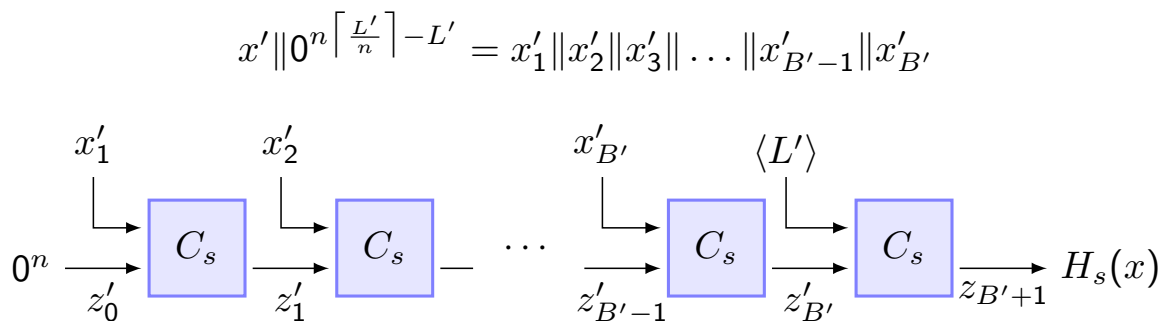 x′‖0^{n⌈L′/n⌉−L′} = x′_1‖x′_2‖x′_3‖…‖x′_{B′−1}‖x′_{B′}
x′_1 x′_2 x′_{B′} ⟨L′⟩
0^n C_s C_s ⋯ C_s C_s H_s(x)
z′_0 z′_1 z′_{B′−1} z′_{B′} z_{B′+1}